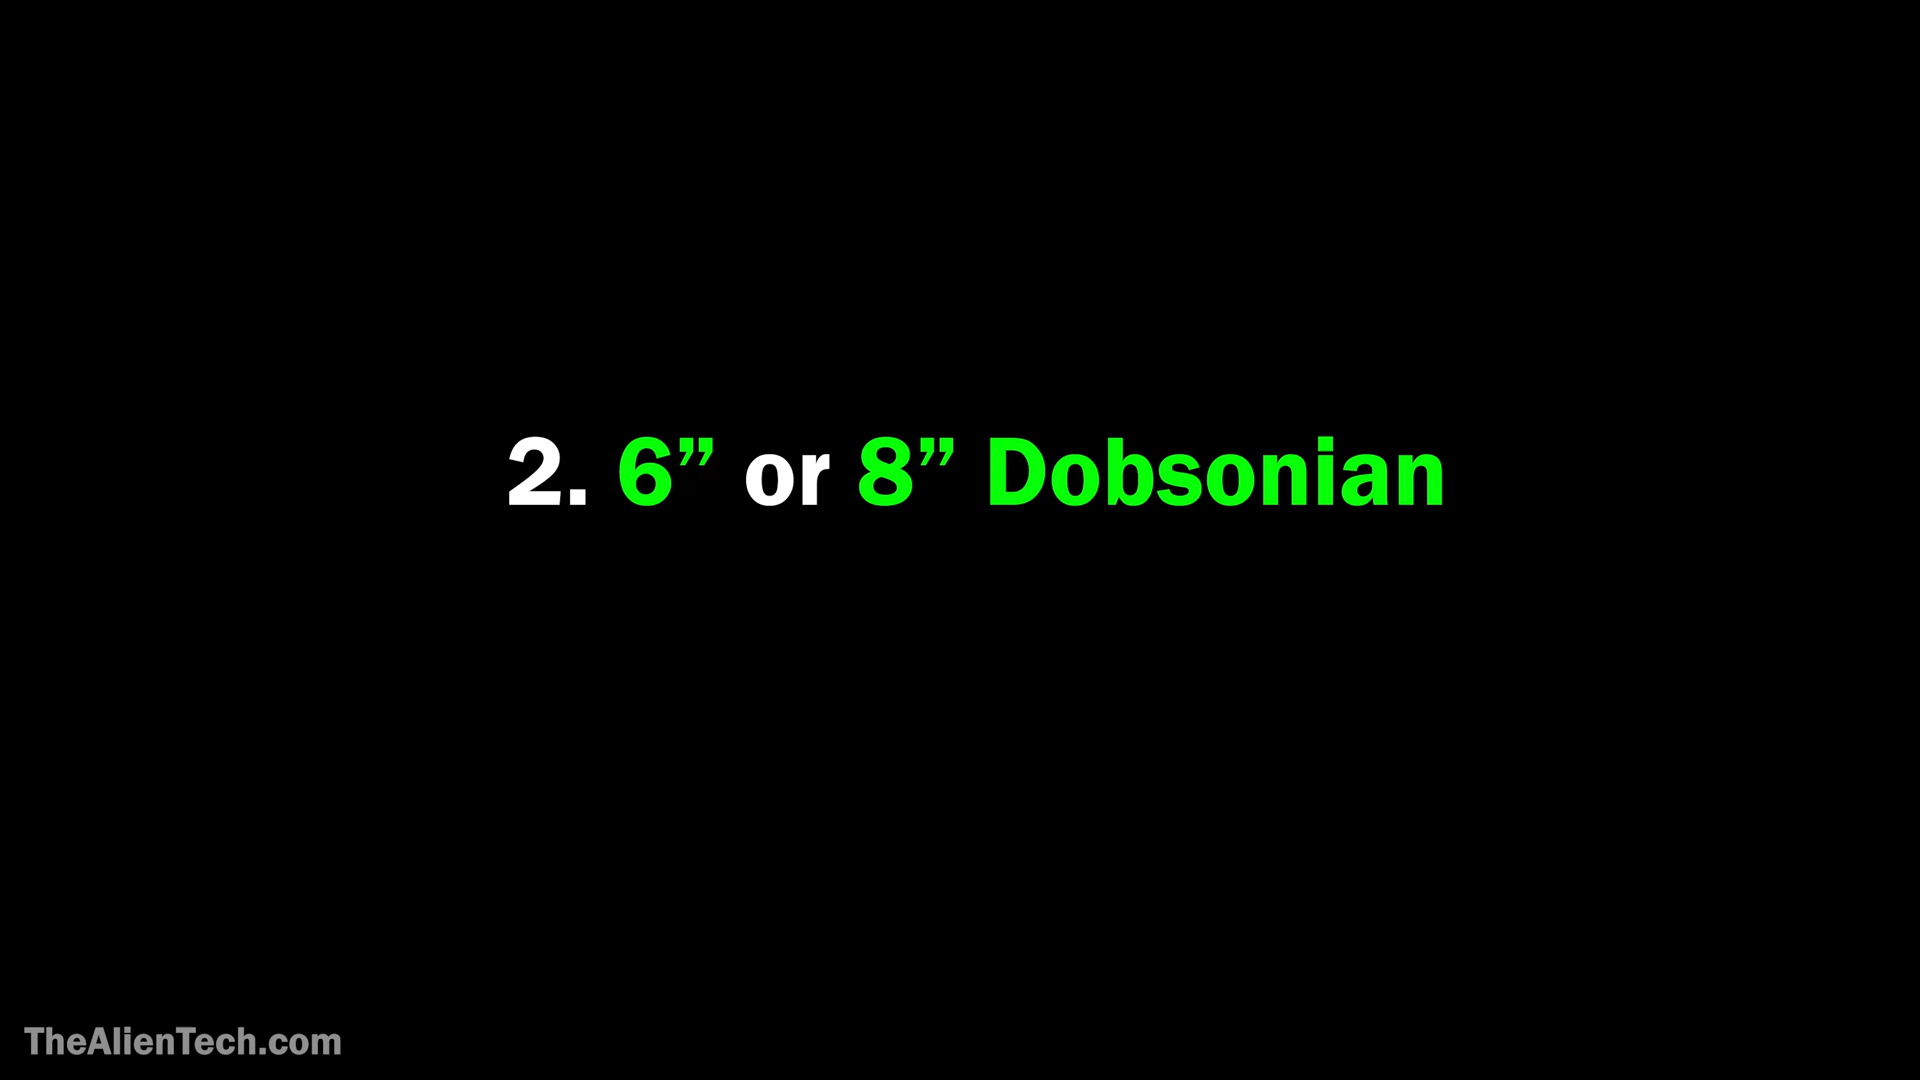 2. 6” or 8” Dobsonian
TheAlienTech.com